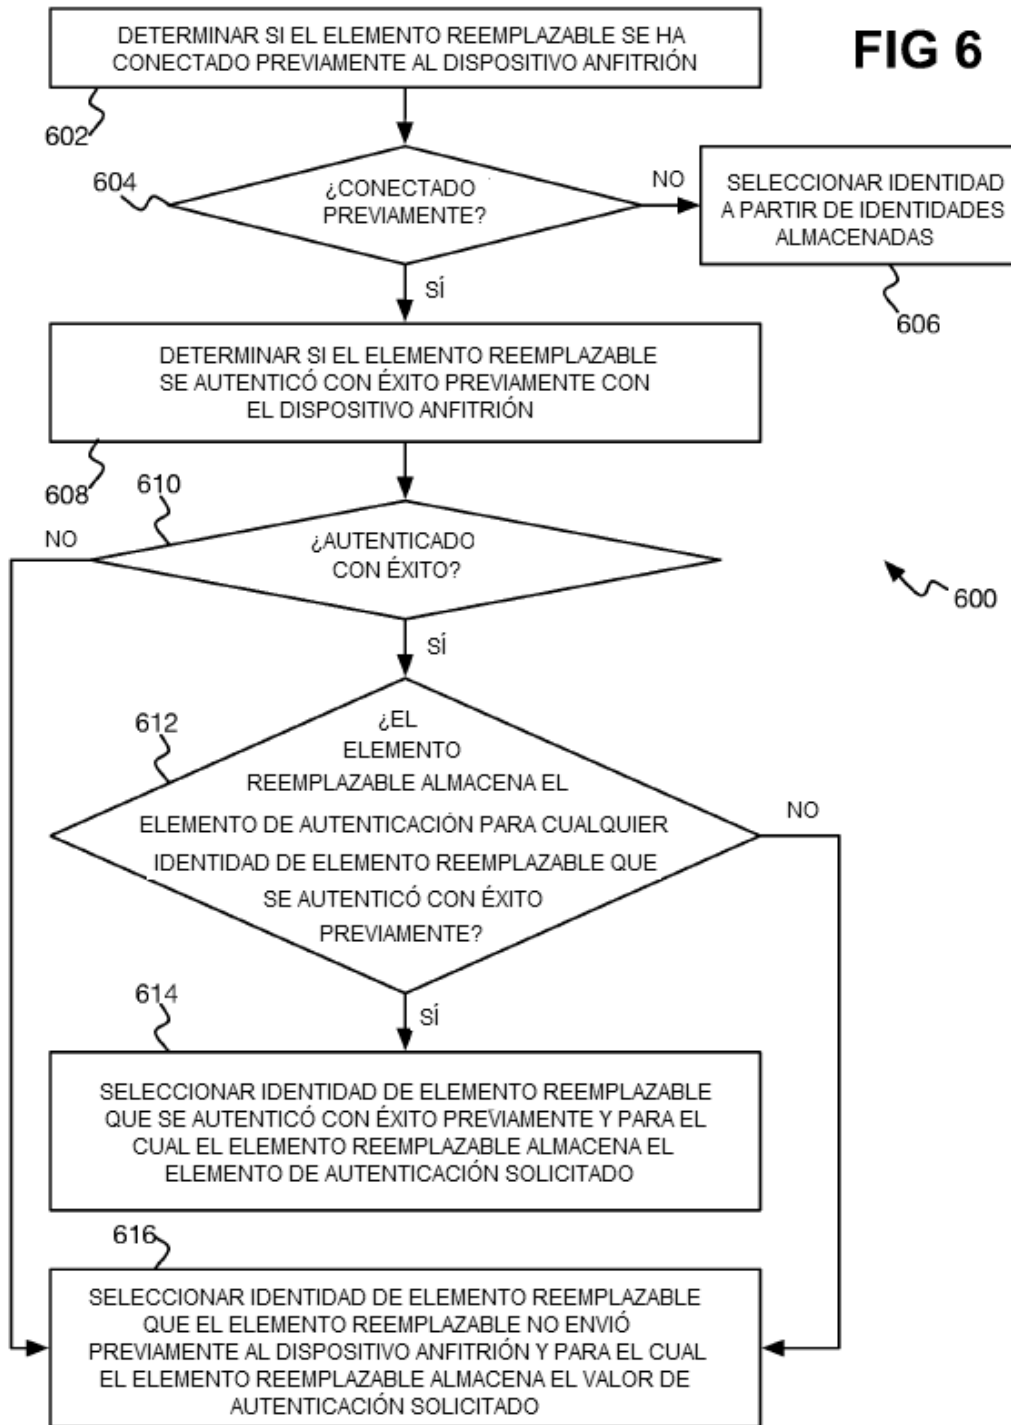 FIG 6
DETERMINAR SI EL ELEMENTO REEMPLAZABLE SE HA
CONECTADO PREVIAMENTE AL DISPOSITIVO ANFITRIÓN
602
604
¿CONECTADO
PREVIAMENTE?
NO
SELECCIONAR IDENTIDAD
A PARTIR DE IDENTIDADES
ALMACENADAS
606
SÍ
DETERMINAR SI EL ELEMENTO REEMPLAZABLE
SE AUTENTICÓ CON ÉXITO PREVIAMENTE CON
EL DISPOSITIVO ANFITRIÓN
608
610
NO
¿AUTENTICADO
CON ÉXITO?
600
SÍ
612
¿EL
ELEMENTO
REEMPLAZABLE ALMACENA EL
ELEMENTO DE AUTENTICACIÓN PARA CUALQUIER
IDENTIDAD DE ELEMENTO REEMPLAZABLE QUE
SE AUTENTICÓ CON ÉXITO
PREVIAMENTE?
NO
SÍ
614
SELECCIONAR IDENTIDAD DE ELEMENTO REEMPLAZABLE
QUE SE AUTENTICÓ CON ÉXITO PREVIAMENTE Y PARA EL
CUAL EL ELEMENTO REEMPLAZABLE ALMACENA EL
ELEMENTO DE AUTENTICACIÓN SOLICITADO
616
SELECCIONAR IDENTIDAD DE ELEMENTO REEMPLAZABLE
QUE EL ELEMENTO REEMPLAZABLE NO ENVIÓ
PREVIAMENTE AL DISPOSITIVO ANFITRIÓN Y PARA EL CUAL
EL ELEMENTO REEMPLAZABLE ALMACENA EL VALOR DE
AUTENTICACIÓN SOLICITADO